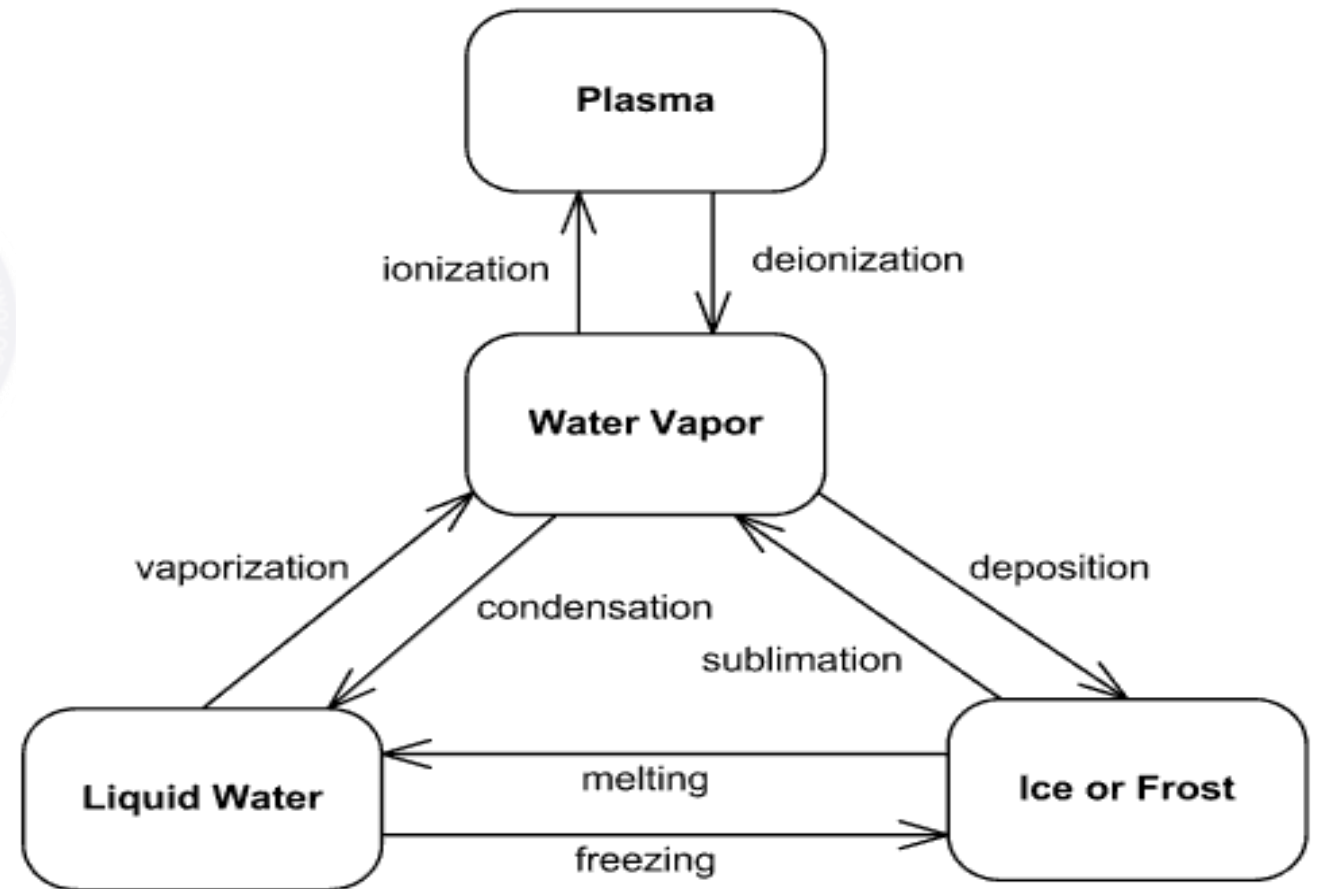 Plasma
ionization
deionization
Water Vapor
vaporization
condensation
deposition
sublimation
Liquid Water
melting
Ice or Frost
freezing